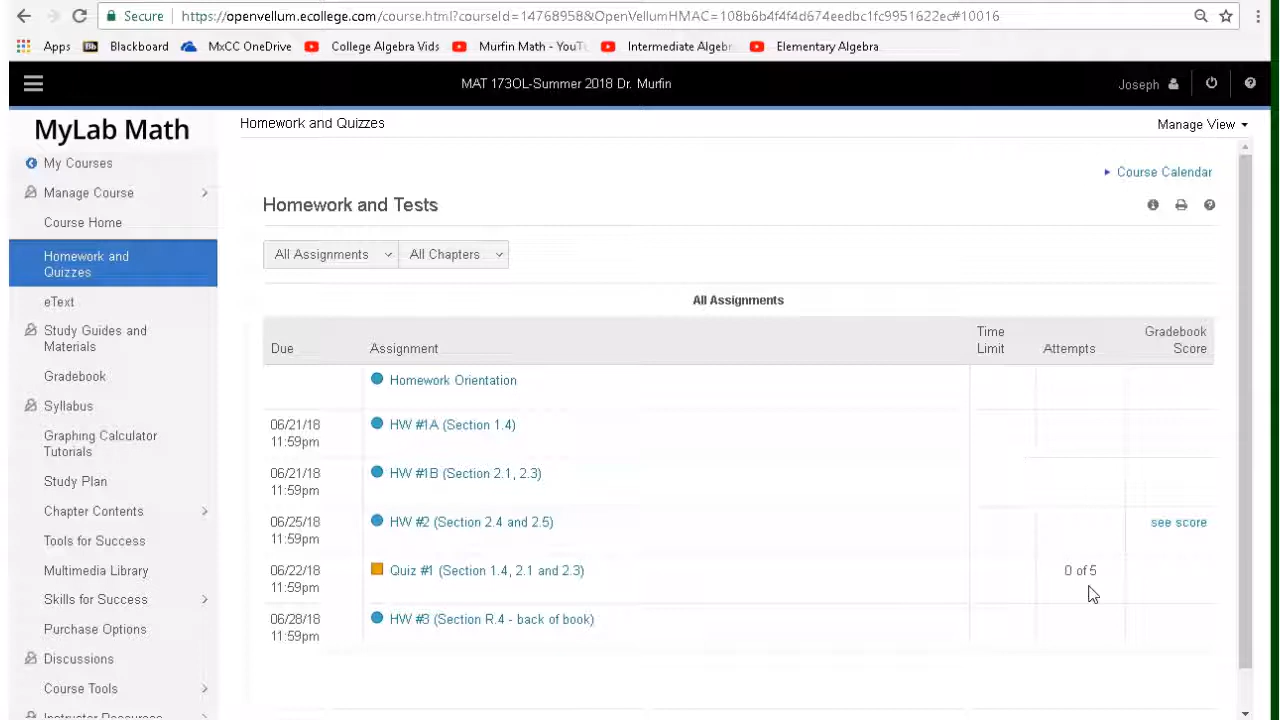 https://openvellum.ecollege.com/course.html?courseId=14768958&OpenVellumHMAC=108b6b4f4f4d674eedbc1fc9951622ec#10016
Secure
Apps Bb Blackboard MxCC OneDrive College Algebra Vids Murfin Math - YouTu Intermediate Algebr Elementary Algebra
MAT 173OL-Summer 2018 Dr. Murfin
Joseph
MyLab Math
My Courses
Manage Course
Course Home
Homework and
Quizzes
eText
Study Guides and
Materials
Gradebook
Syllabus
Graphing Calculator
Tutorials
Study Plan
Chapter Contents
Tools for Success
Multimedia Library
Skills for Success
Purchase Options
Discussions
Course Tools
Instructor Resources
Homework and Quizzes
Manage View
Course Calendar
Homework and Tests
All Assignments All Chapters
All Assignments
Due Assignment Time Limit Attempts Gradebook Score
Homework Orientation
06/21/18 HW #1A (Section 1.4)
11:59pm
06/21/18 HW #1B (Section 2.1, 2.3)
11:59pm
06/25/18 HW #2 (Section 2.4 and 2.5) see score
11:59pm
06/22/18 Quiz #1 (Section 1.4, 2.1 and 2.3) 0 of 5
11:59pm
06/28/18 HW #3 (Section R.4 - back of book)
11:59pm